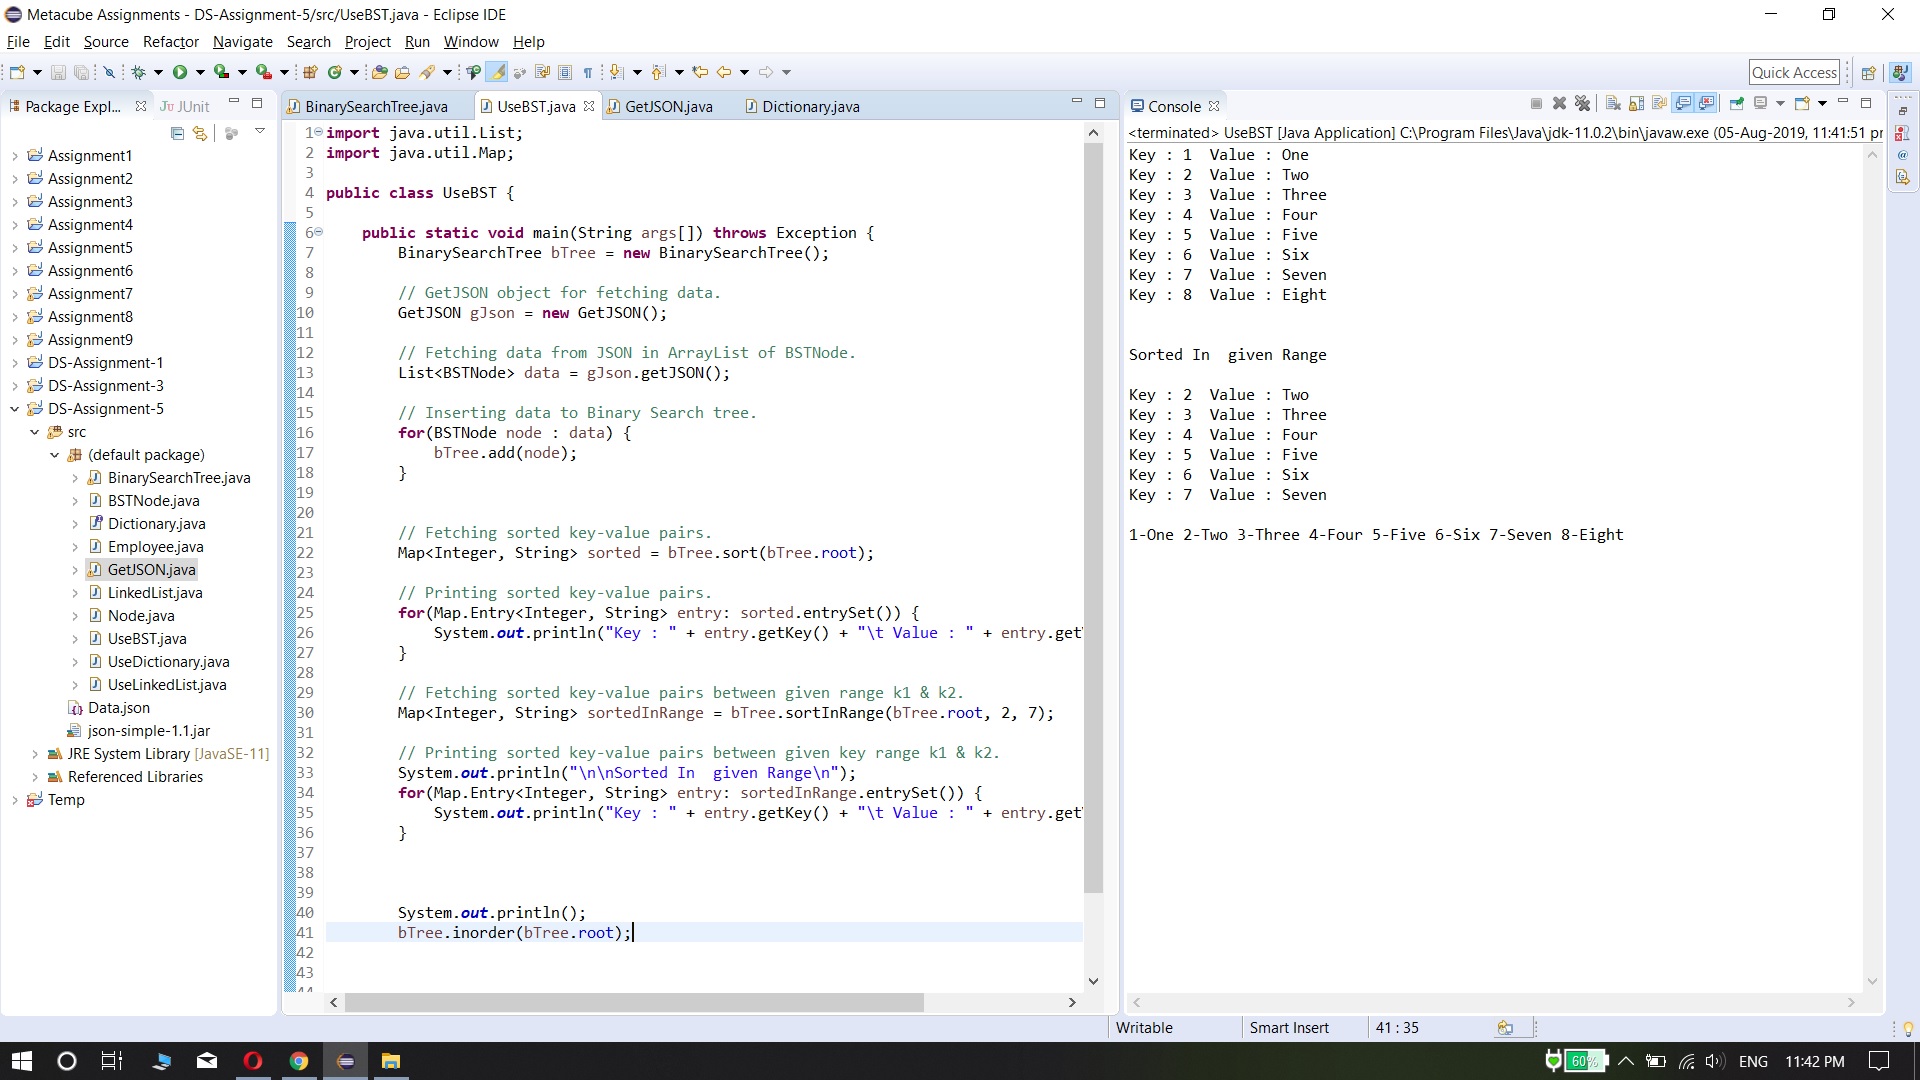 Metacube Assignments - DS-Assignment-5/src/UseBST.java - Eclipse IDE
File Edit Source Refactor Navigate Search Project Run Window Help
Quick Access
Package Expl... JUnit
Assignment1
Assignment2
Assignment3
Assignment4
Assignment5
Assignment6
Assignment7
Assignment8
Assignment9
DS-Assignment-1
DS-Assignment-3
DS-Assignment-5
src
(default package)
BinarySearchTree.java
BSTNode.java
Dictionary.java
Employee.java
GetJSON.java
LinkedList.java
Node.java
UseBST.java
UseDictionary.java
UseLinkedList.java
Data.json
json-simple-1.1.jar
JRE System Library [JavaSE-11]
Referenced Libraries
Temp
BinarySearchTree.java UseBST.java GetJSON.java Dictionary.java
1 import java.util.List;
2 import java.util.Map;
3
4 public class UseBST {
5
6     public static void main(String args[]) throws Exception {
7         BinarySearchTree bTree = new BinarySearchTree();
8
9         // GetJSON object for fetching data.
10         GetJSON gJson = new GetJSON();
11
12         // Fetching data from JSON in ArrayList of BSTNode.
13         List<BSTNode> data = gJson.getJSON();
14
15         // Inserting data to Binary Search tree.
16         for(BSTNode node : data) {
17             bTree.add(node);
18         }
19
20
21         // Fetching sorted key-value pairs.
22         Map<Integer, String> sorted = bTree.sort(bTree.root);
23
24         // Printing sorted key-value pairs.
25         for(Map.Entry<Integer, String> entry: sorted.entrySet()) {
26             System.out.println("Key : " + entry.getKey() + "\t Value : " + entry.get
27         }
28
29         // Fetching sorted key-value pairs between given range k1 & k2.
30         Map<Integer, String> sortedInRange = bTree.sortInRange(bTree.root, 2, 7);
31
32         // Printing sorted key-value pairs between given key range k1 & k2.
33         System.out.println("\n\nSorted In  given Range\n");
34         for(Map.Entry<Integer, String> entry: sortedInRange.entrySet()) {
35             System.out.println("Key : " + entry.getKey() + "\t Value : " + entry.get
36         }
37
38
39
40         System.out.println();
41         bTree.inorder(bTree.root);
42
43
44
Console
<terminated> UseBST [Java Application] C:\Program Files\Java\jdk-11.0.2\bin\javaw.exe (05-Aug-2019, 11:41:51 pr
Key : 1  Value : One
Key : 2  Value : Two
Key : 3  Value : Three
Key : 4  Value : Four
Key : 5  Value : Five
Key : 6  Value : Six
Key : 7  Value : Seven
Key : 8  Value : Eight
Sorted In  given Range
Key : 2  Value : Two
Key : 3  Value : Three
Key : 4  Value : Four
Key : 5  Value : Five
Key : 6  Value : Six
Key : 7  Value : Seven
1-One 2-Two 3-Three 4-Four 5-Five 6-Six 7-Seven 8-Eight
Writable Smart Insert 41 : 35
60% ENG 11:42 PM